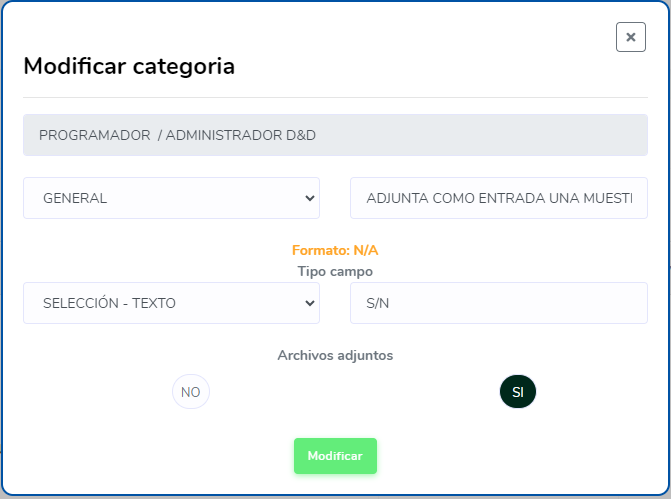 ×
Modificar categoria
PROGRAMADOR / ADMINISTRADOR D&D
GENERAL
ADJUNTA COMO ENTRADA UNA MUESTI
Formato: N/A
Tipo campo
SELECCIÓN - TEXTO
S/N
Archivos adjuntos
NO
SI
Modificar